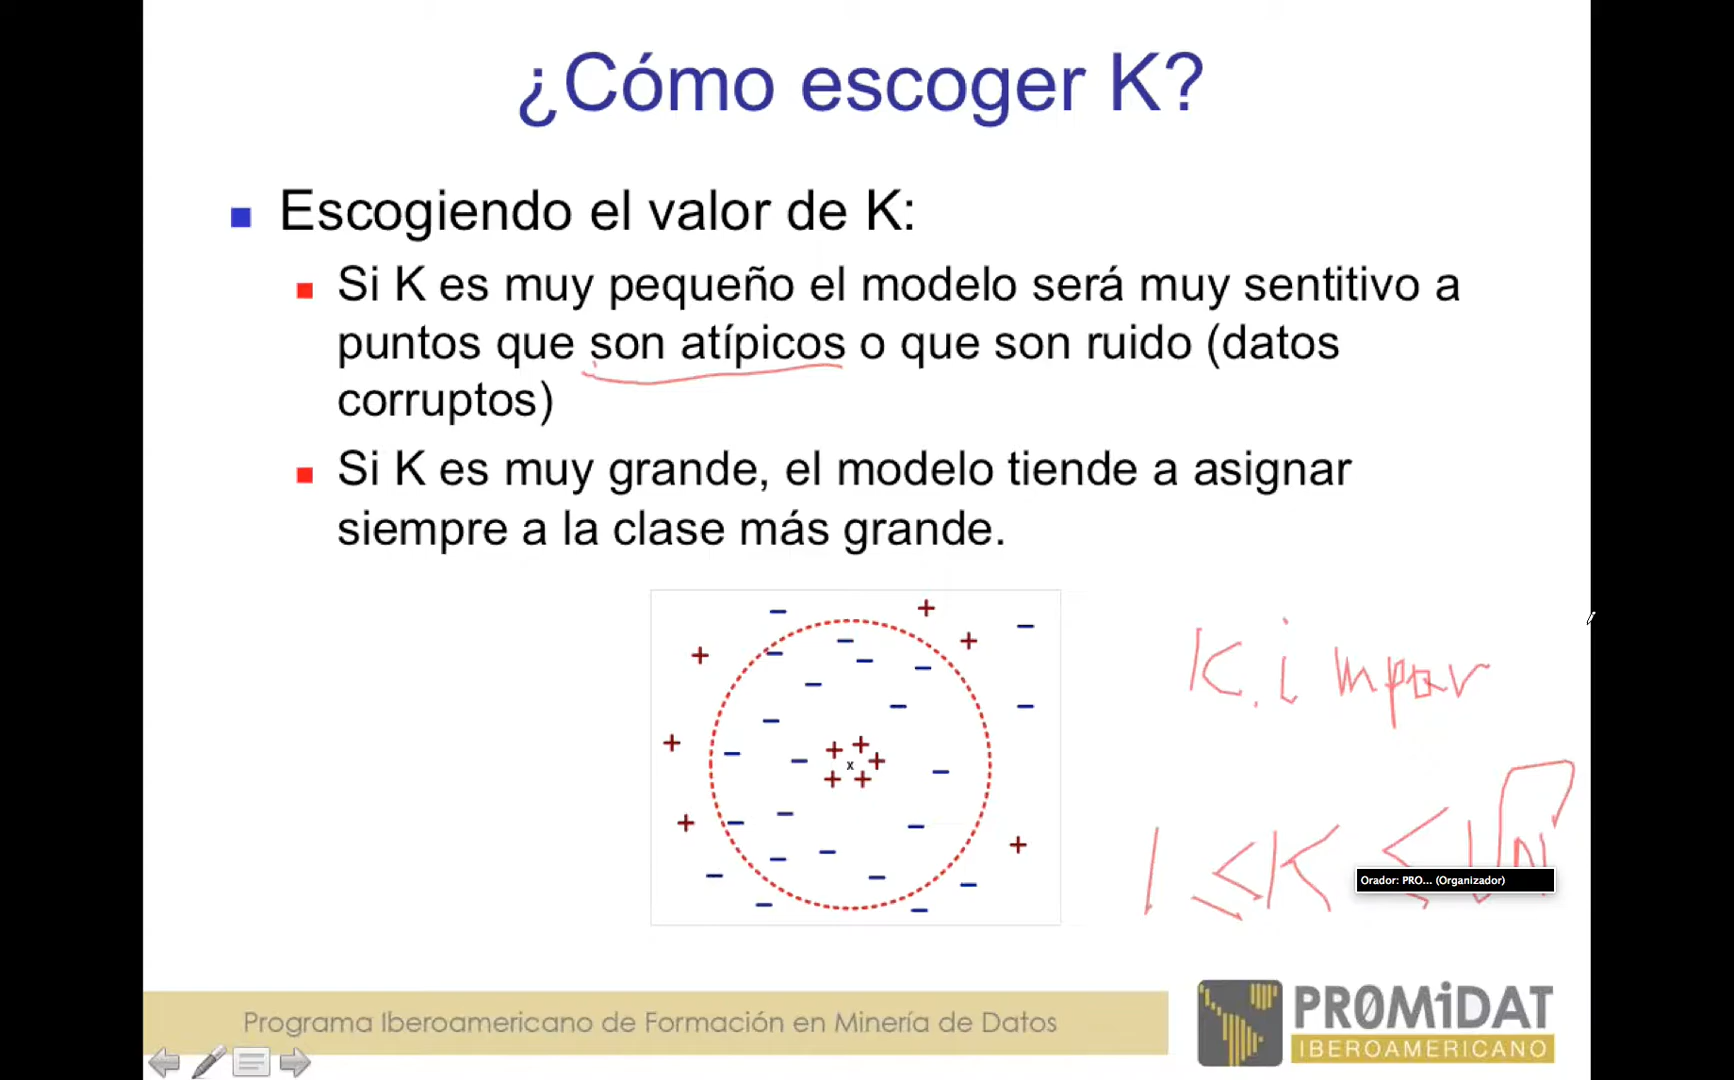 ¿Cómo escoger K?
Escogiendo el valor de K:
Si K es muy pequeño el modelo será muy sentitivo a
puntos que son atípicos o que son ruido (datos
corruptos)
Si K es muy grande, el modelo tiende a asignar
siempre a la clase más grande.
x
K impar
1 ≤ K ≤ √N
Orador: PRO... (Organizador)
Programa Iberoamericano de Formación en Minería de Datos
PROMiDAT
IBEROAMERICANO